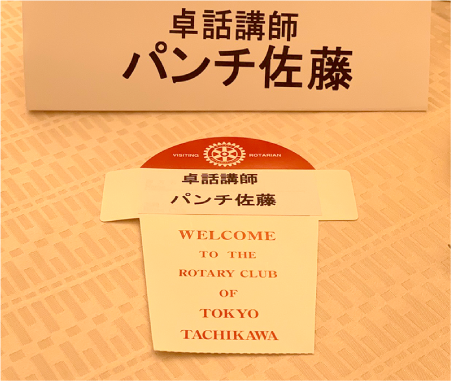 卓話講師
パンチ佐藤
VISITING ROTARIAN
卓話講師
パンチ佐藤
WELCOME
TO THE
ROTARY CLUB
OF
TOKYO
TACHIKAWA